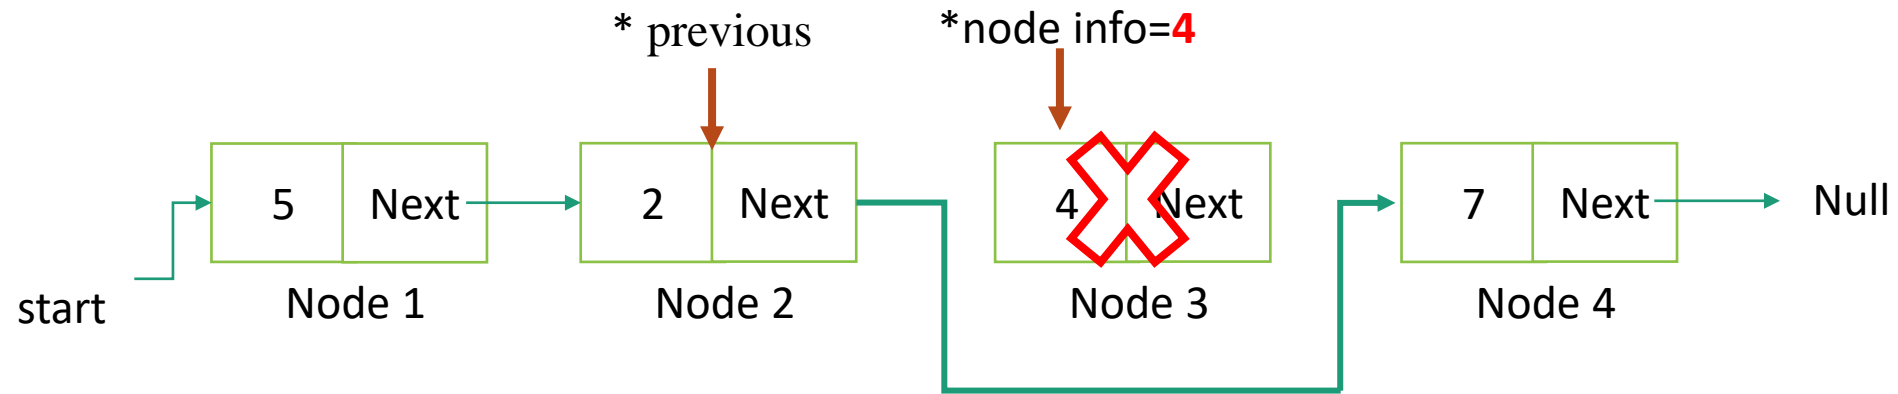 * previous
*node info=4
5 Next
2 Next
4 Next
7 Next
Null
start
Node 1
Node 2
Node 3
Node 4